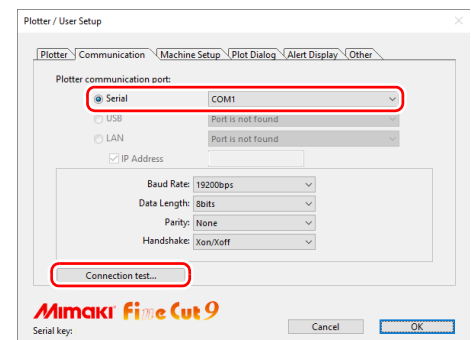 Plotter / User Setup
Plotter Communication Machine Setup Plot Dialog Alert Display Other
Plotter communication port:
Serial COM1
USB Port is not found
LAN Port is not found
IP Address
Baud Rate: 19200bps
Data Length: 8bits
Parity: None
Handshake: Xon/Xoff
Connection test...
Mimaki Fine Cut 9
Serial key: Cancel OK